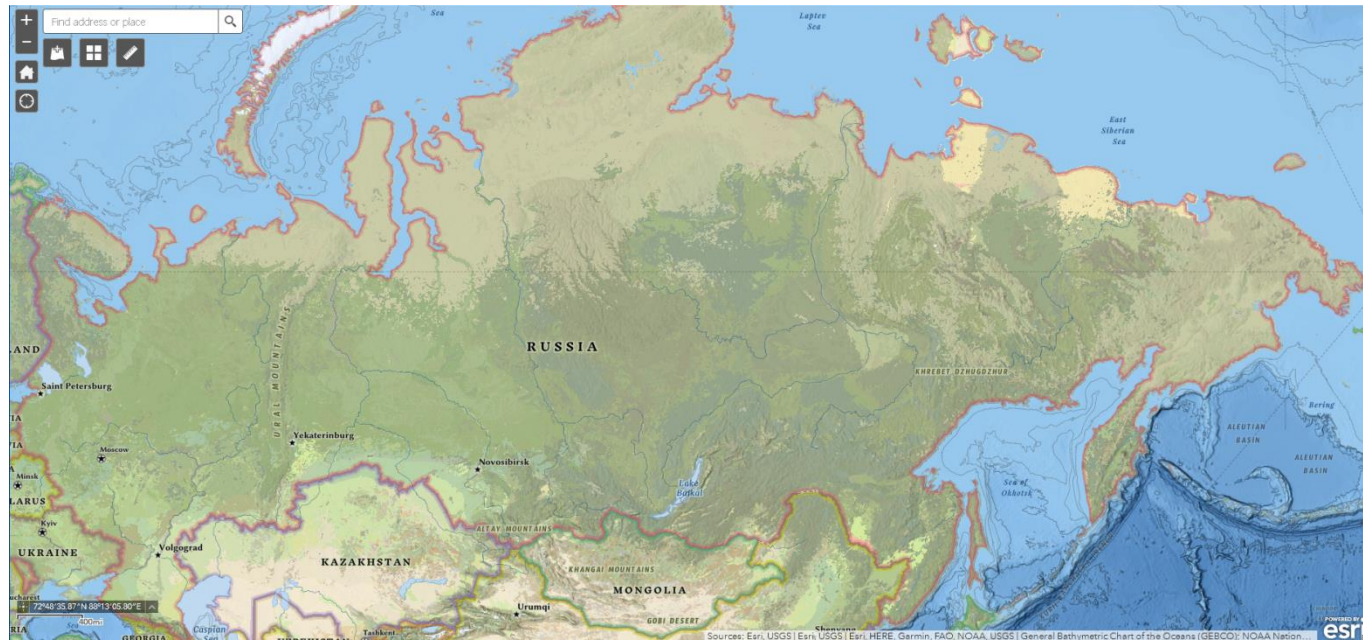 +
Find address or place
−
Sea
Laptev
Sea
East
Siberian
Sea
AND
RUSSIA
URAL MOUNTAINS
KHREBET DZHUGDZHUR
Saint Petersburg
Bering
ALEUTIAN
BASIN
ALEUTIAN
BASIN
Yekaterinburg
Moscow
Novosibirsk
Minsk
LARUS
Lake
Baikal
Sea of
Okhotsk
Kyiv
UKRAINE
Volgograd
ALTAY MOUNTAINS
KAZAKHSTAN
KHANGAI MOUNTAINS
MONGOLIA
Urumqi
GOBI DESERT
72°48'35.87"N 88°13'05.80"E
400mi
Caspian
GEORGIA
Tashkent
Shenyang
POWERED BY
esri
Sources: Esri, USGS | Esri, USGS | Esri, HERE, Garmin, FAO, NOAA, USGS | General Bathymetric Chart of the Oceans (GEBCO); NOAA Nation...